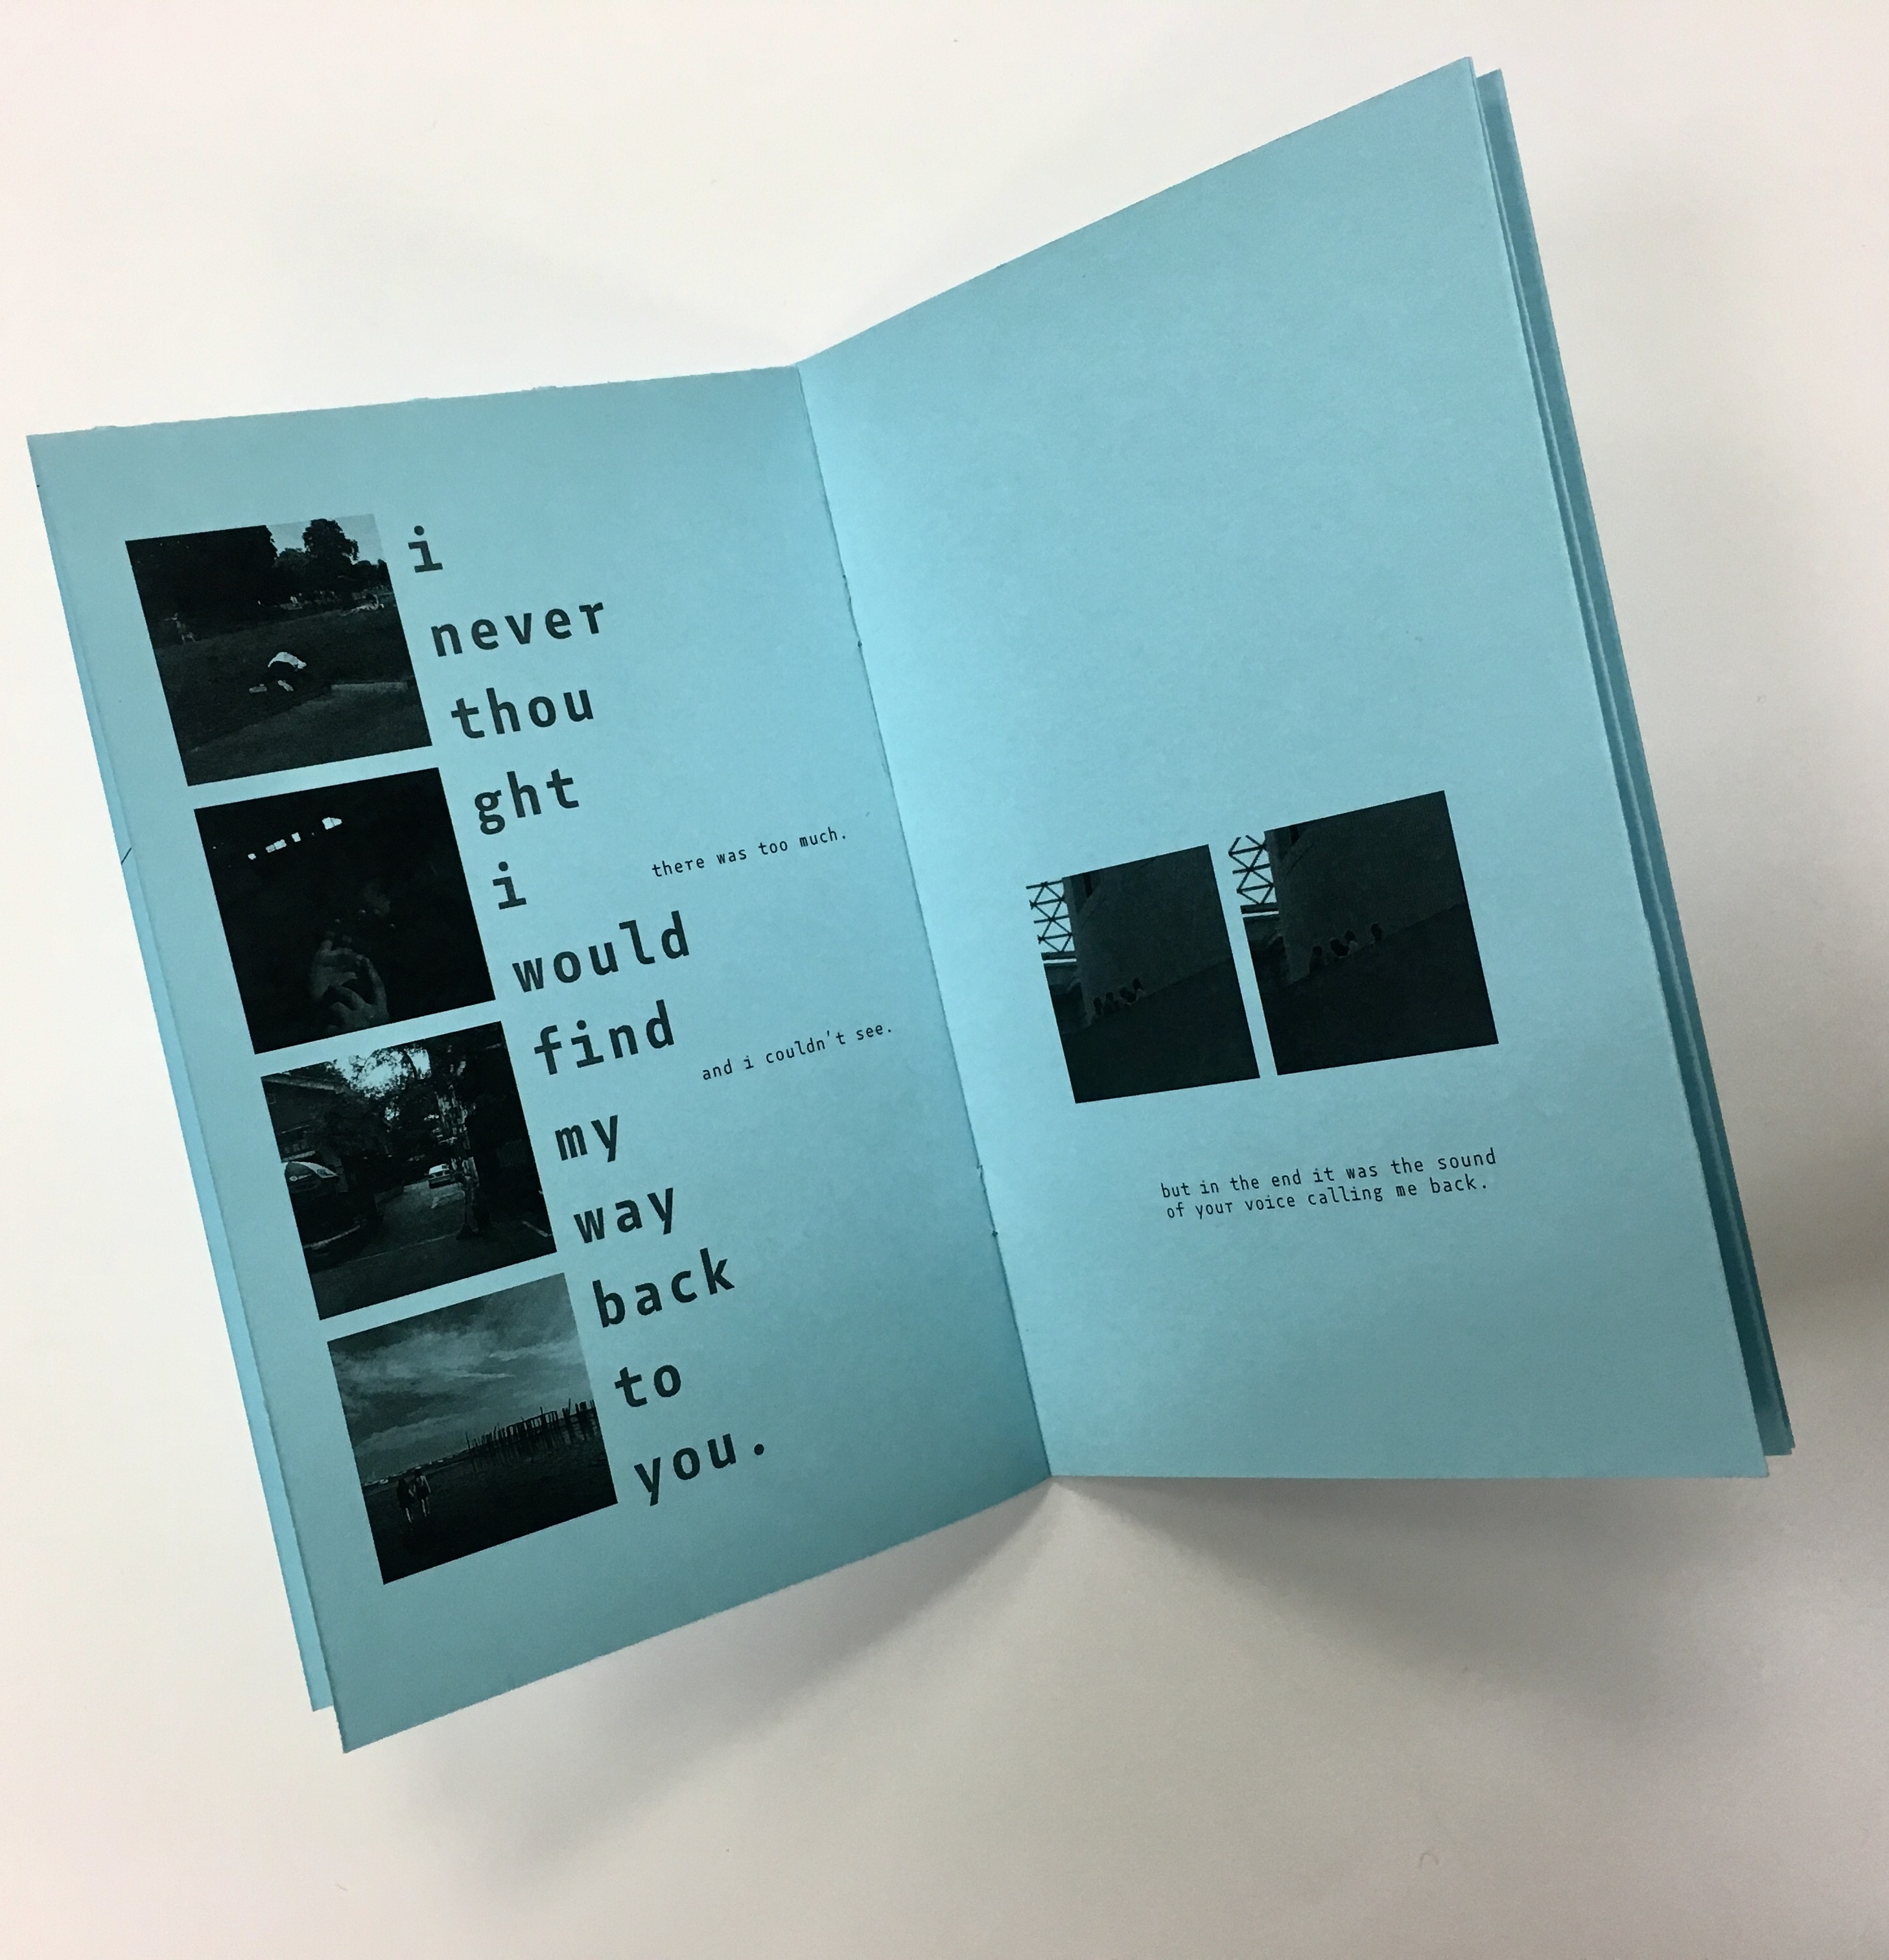 i
never
thou
ght
i
there was too much.
would
find
and i couldn't see.
my
way
back
to
you.
but in the end it was the sound
of your voice calling me back.